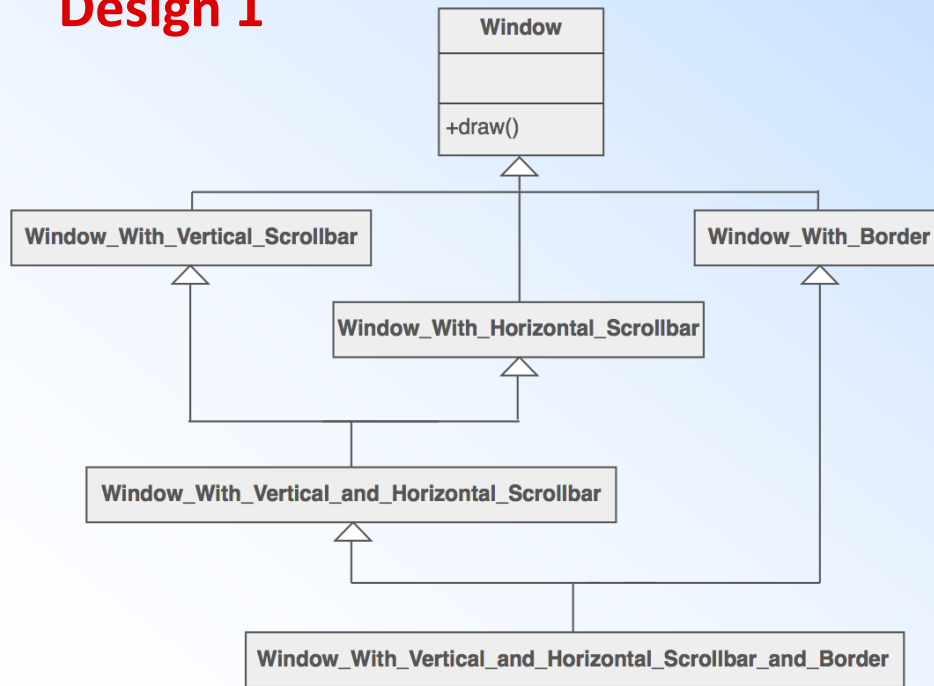 Design 1
Window
+draw()
Window_With_Vertical_Scrollbar
Window_With_Border
Window_With_Horizontal_Scrollbar
Window_With_Vertical_and_Horizontal_Scrollbar
Window_With_Vertical_and_Horizontal_Scrollbar_and_Border